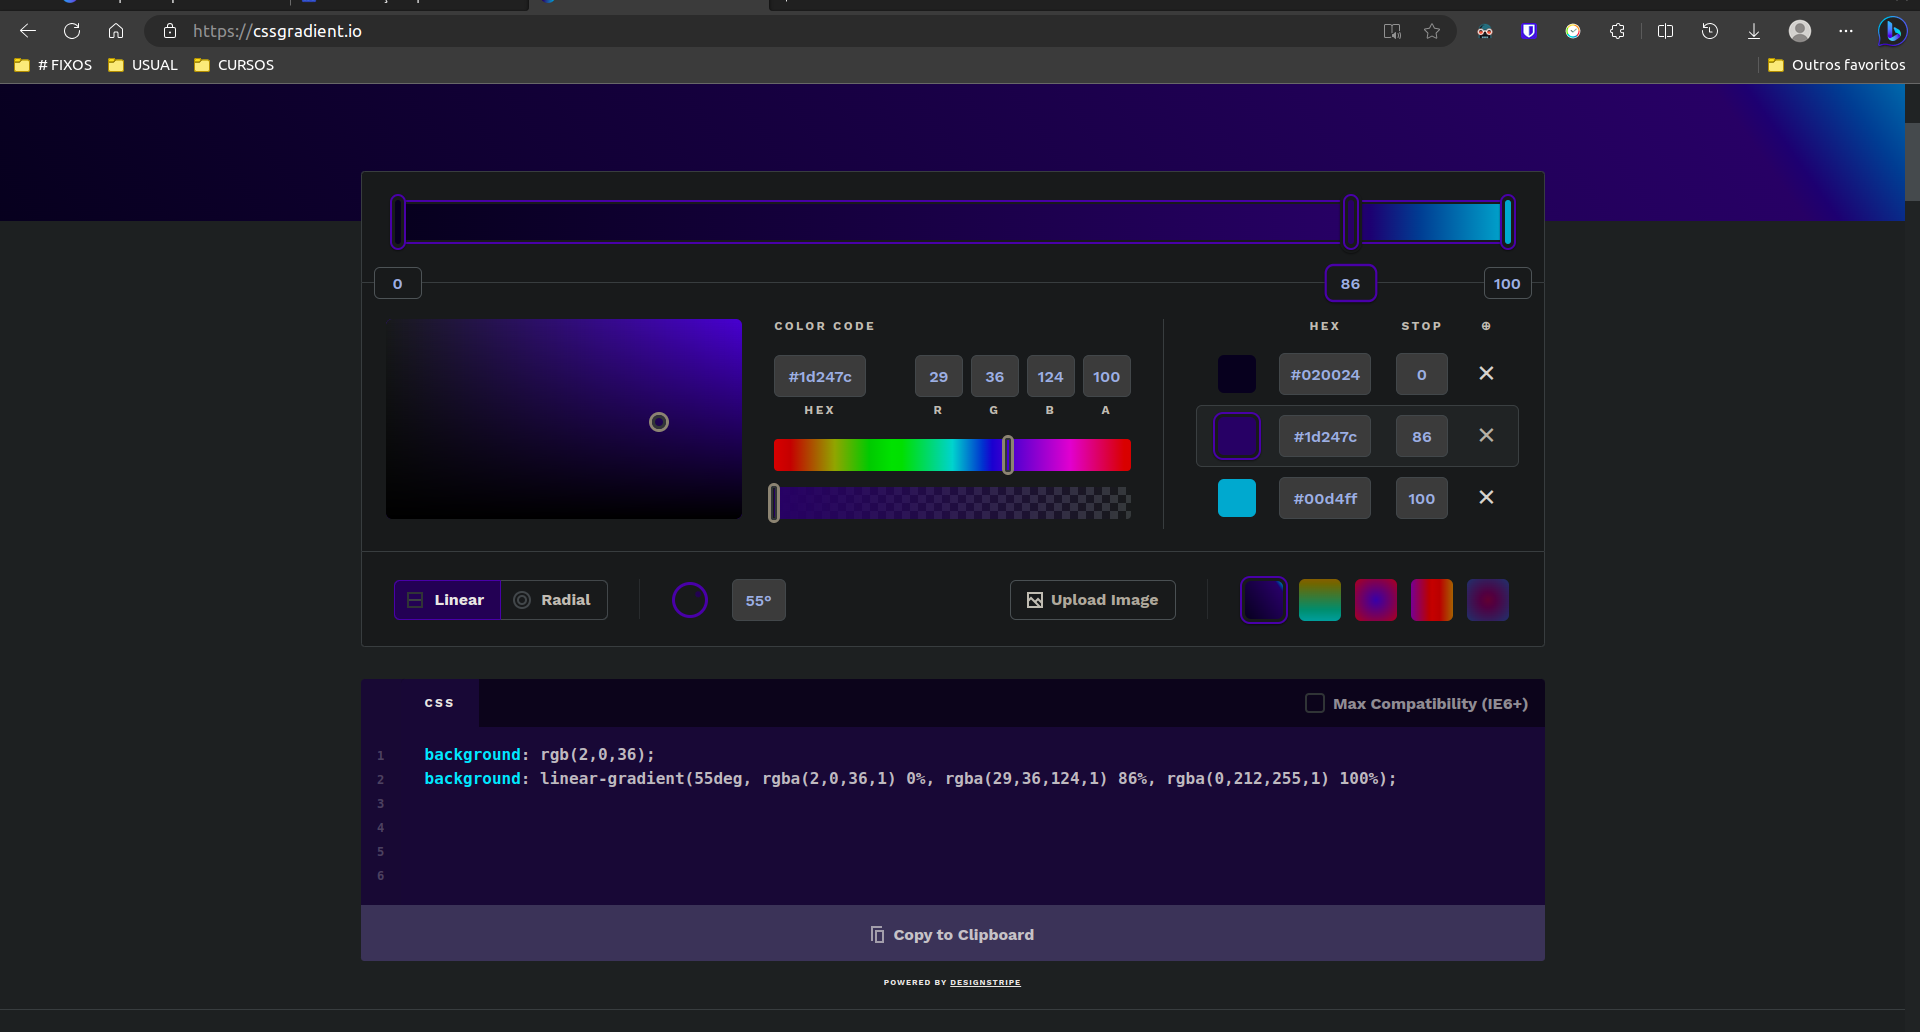 https://cssgradient.io
# FIXOS
USUAL
CURSOS
Outros favoritos
0
86
100
COLOR CODE
#1d247c
29
36
124
100
HEX
R
G
B
A
HEX
STOP
#020024
0
#1d247c
86
#00d4ff
100
Linear
Radial
55°
Upload Image
CSS
Max Compatibility (IE6+)
1 background: rgb(2,0,36);
2 background: linear-gradient(55deg, rgba(2,0,36,1) 0%, rgba(29,36,124,1) 86%, rgba(0,212,255,1) 100%);
3
4
5
6
Copy to Clipboard
POWERED BY DESIGNSTRIPE